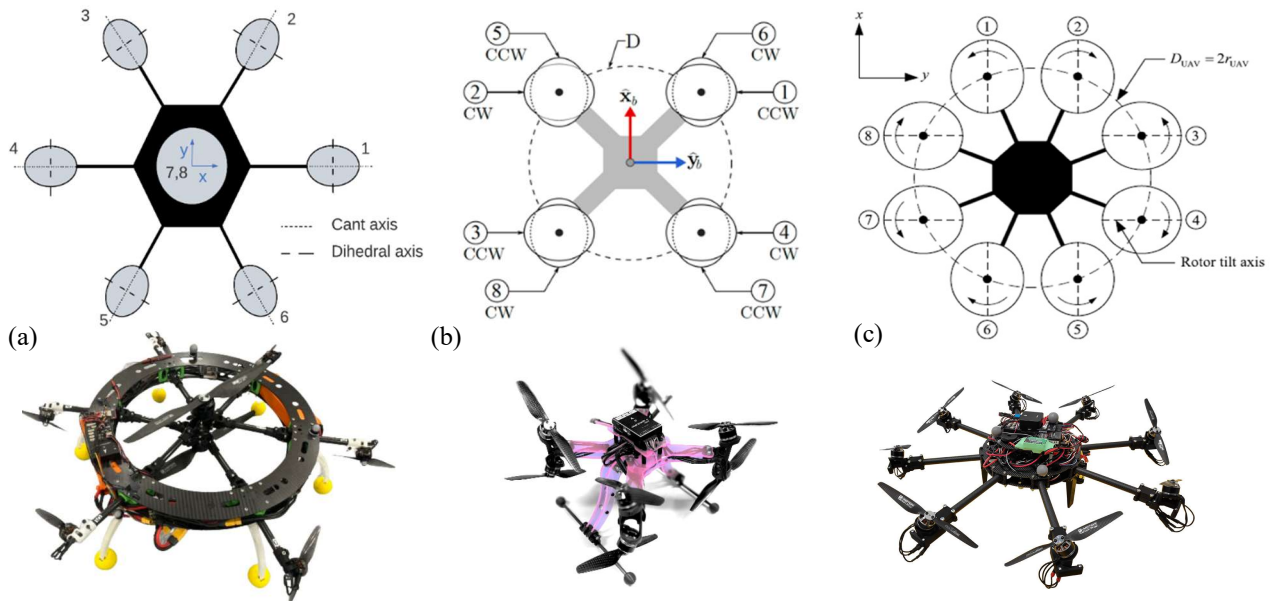 3
2
4
1
y
x
7,8
Cant axis
Dihedral axis
5
6
(a)
5
CCW
D
6
CW
2
CW
x̂b
1
CCW
ŷb
3
CCW
4
CW
8
CW
7
CCW
(b)
x
y
1
2
D_UAV = 2r_UAV
8
3
7
4
Rotor tilt axis
6
5
(c)